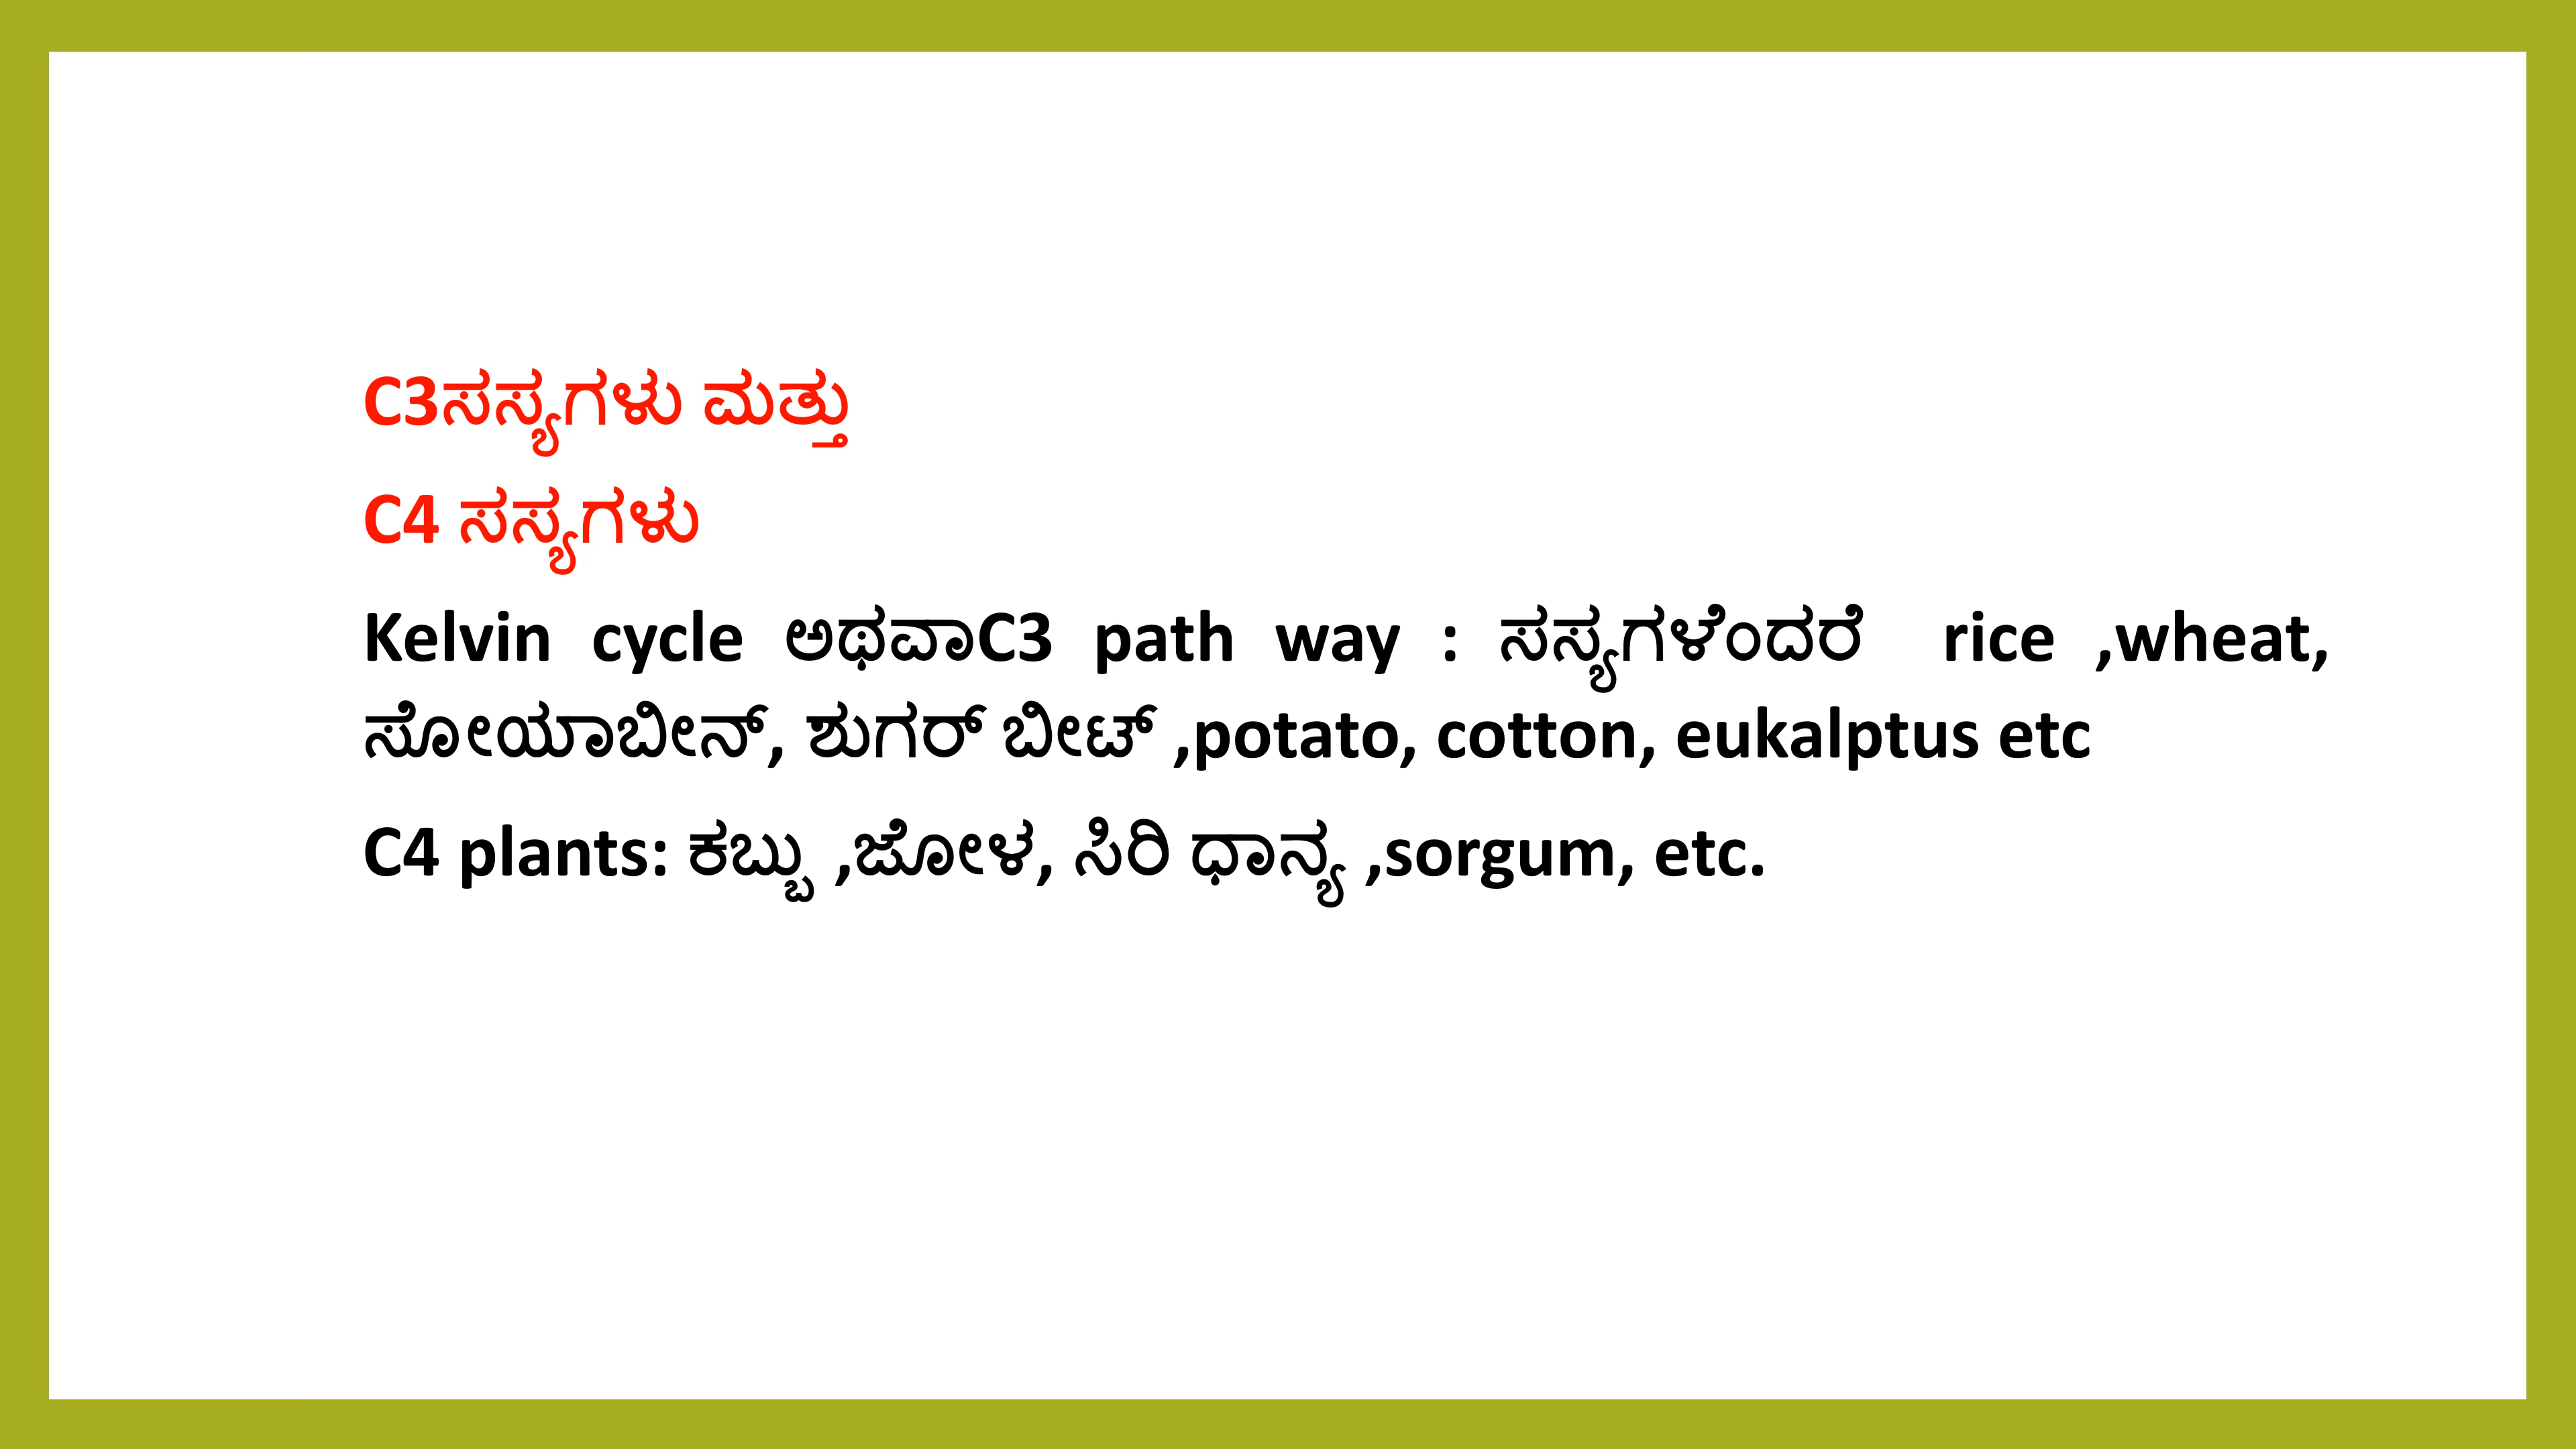 C3ಸಸ್ಯಗಳು ಮತ್ತು
C4 ಸಸ್ಯಗಳು
Kelvin cycle ಅಥವಾC3 path way : ಸಸ್ಯಗಳೆಂದರೆ rice ,wheat,
ಸೋಯಾಬೀನ್, ಶುಗರ್ ಬೀಟ್ ,potato, cotton, eukalptus etc
C4 plants: ಕಬ್ಬು ,ಜೋಳ, ಸಿರಿ ಧಾನ್ಯ ,sorgum, etc.